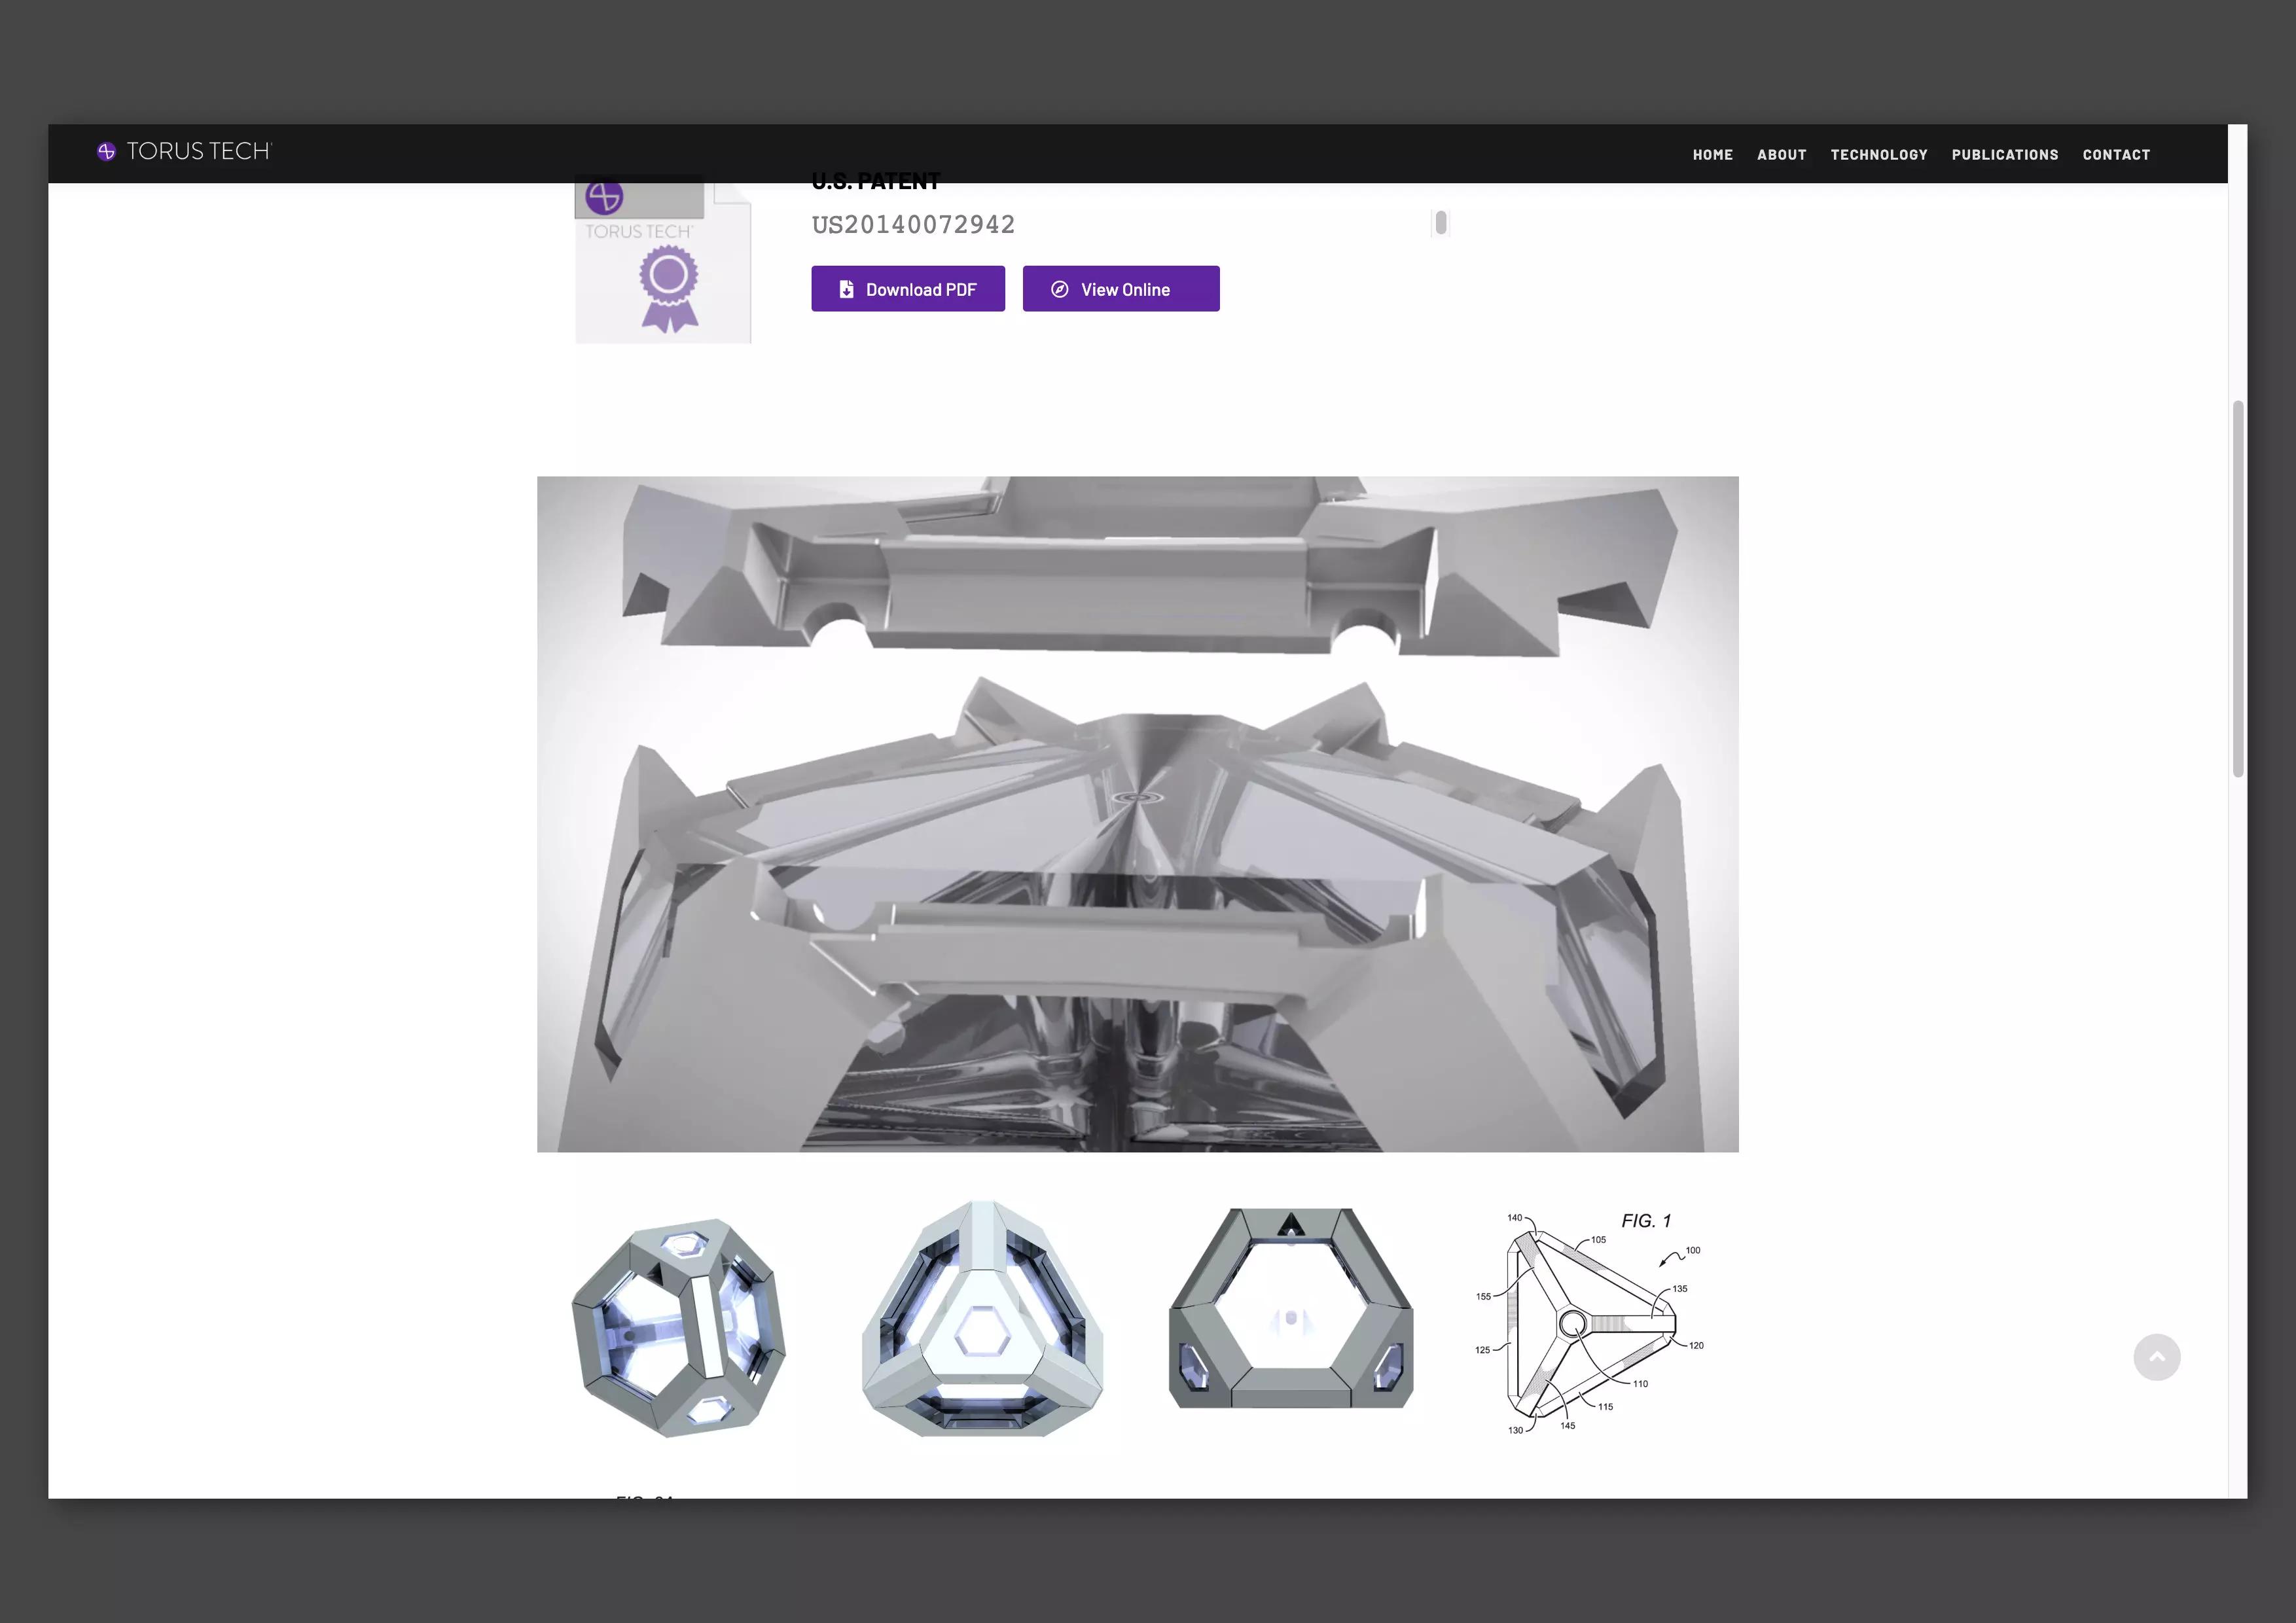 TORUS TECH
HOME ABOUT TECHNOLOGY PUBLICATIONS CONTACT
U.S. PATENT
US20140072942
TORUS TECH
Download PDF
View Online
FIG. 1
140
105
100
135
155
120
125
110
115
145
130